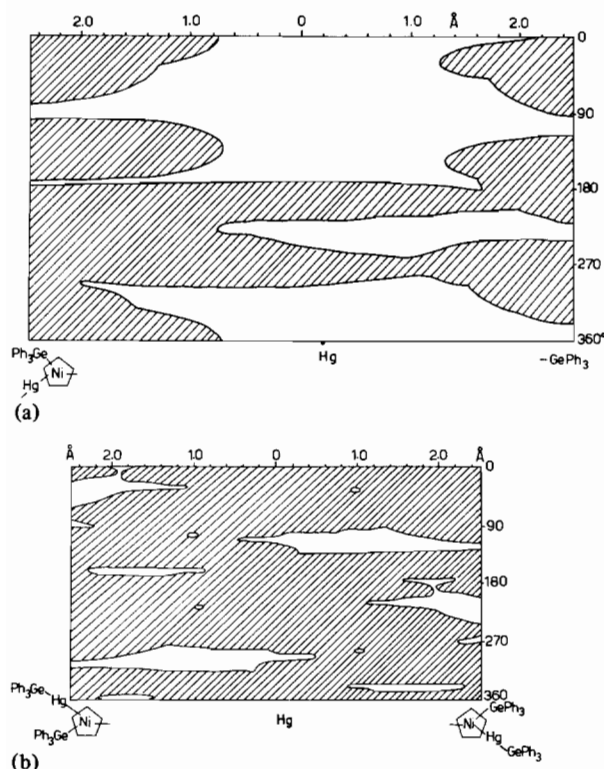 2.0 1.0 0 1.0 Å 2.0
0
90
180
270
360°
Ph₃Ge
Ni
Hg
Hg
–GePh₃
(a)
Å 2.0 1.0 0 1.0 2.0 Å
0
90
180
270
360
Ph₃Ge
Hg
Ni
Ph₃Ge
Hg
GePh₃
Ni
Hg
GePh₃
(b)